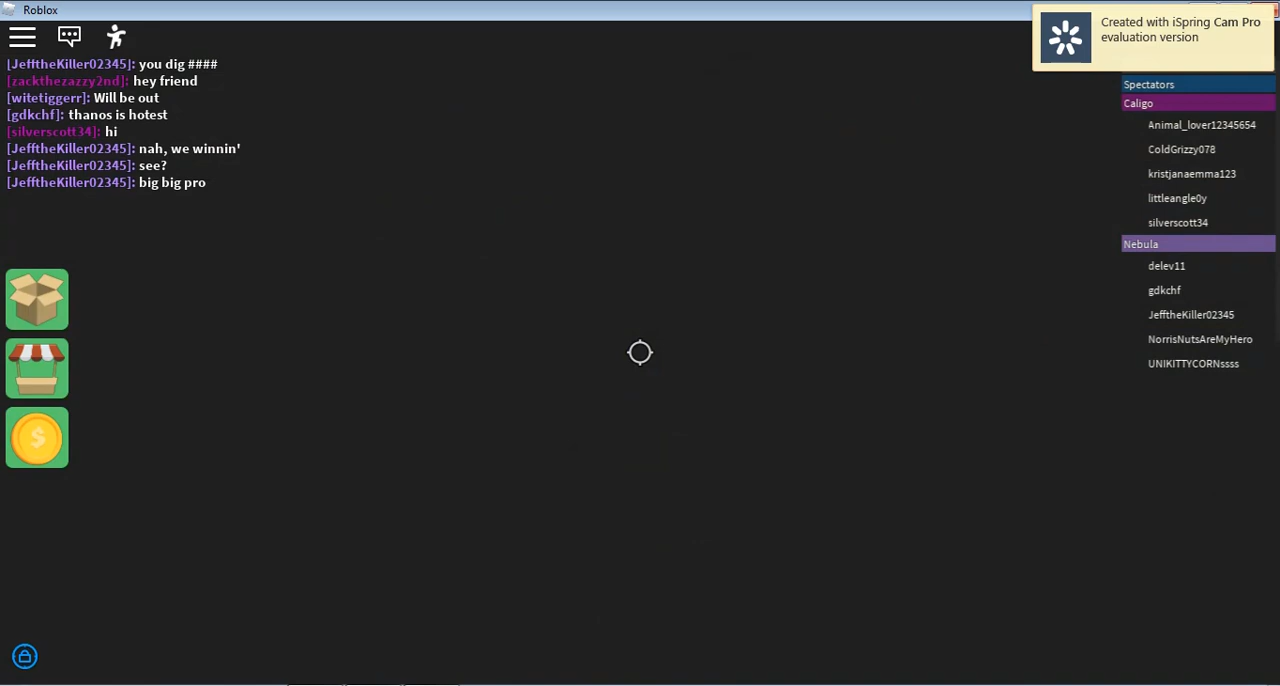 Roblox
Created with iSpring Cam Pro
evaluation version
[JefftheKiller02345]: you dig ####
[zackthezazzy2nd]: hey friend
[witetiggerr]: Will be out
[gdkchf]: thanos is hotest
[silverscott34]: hi
[JefftheKiller02345]: nah, we winnin'
[JefftheKiller02345]: see?
[JefftheKiller02345]: big big pro
Spectators
Caligo
Animal_lover12345654
ColdGrizzy078
kristjanaemma123
littleangle0y
silverscott34
Nebula
delev11
gdkchf
JefftheKiller02345
NorrisNutsAreMyHero
UNIKITTYCORNssss